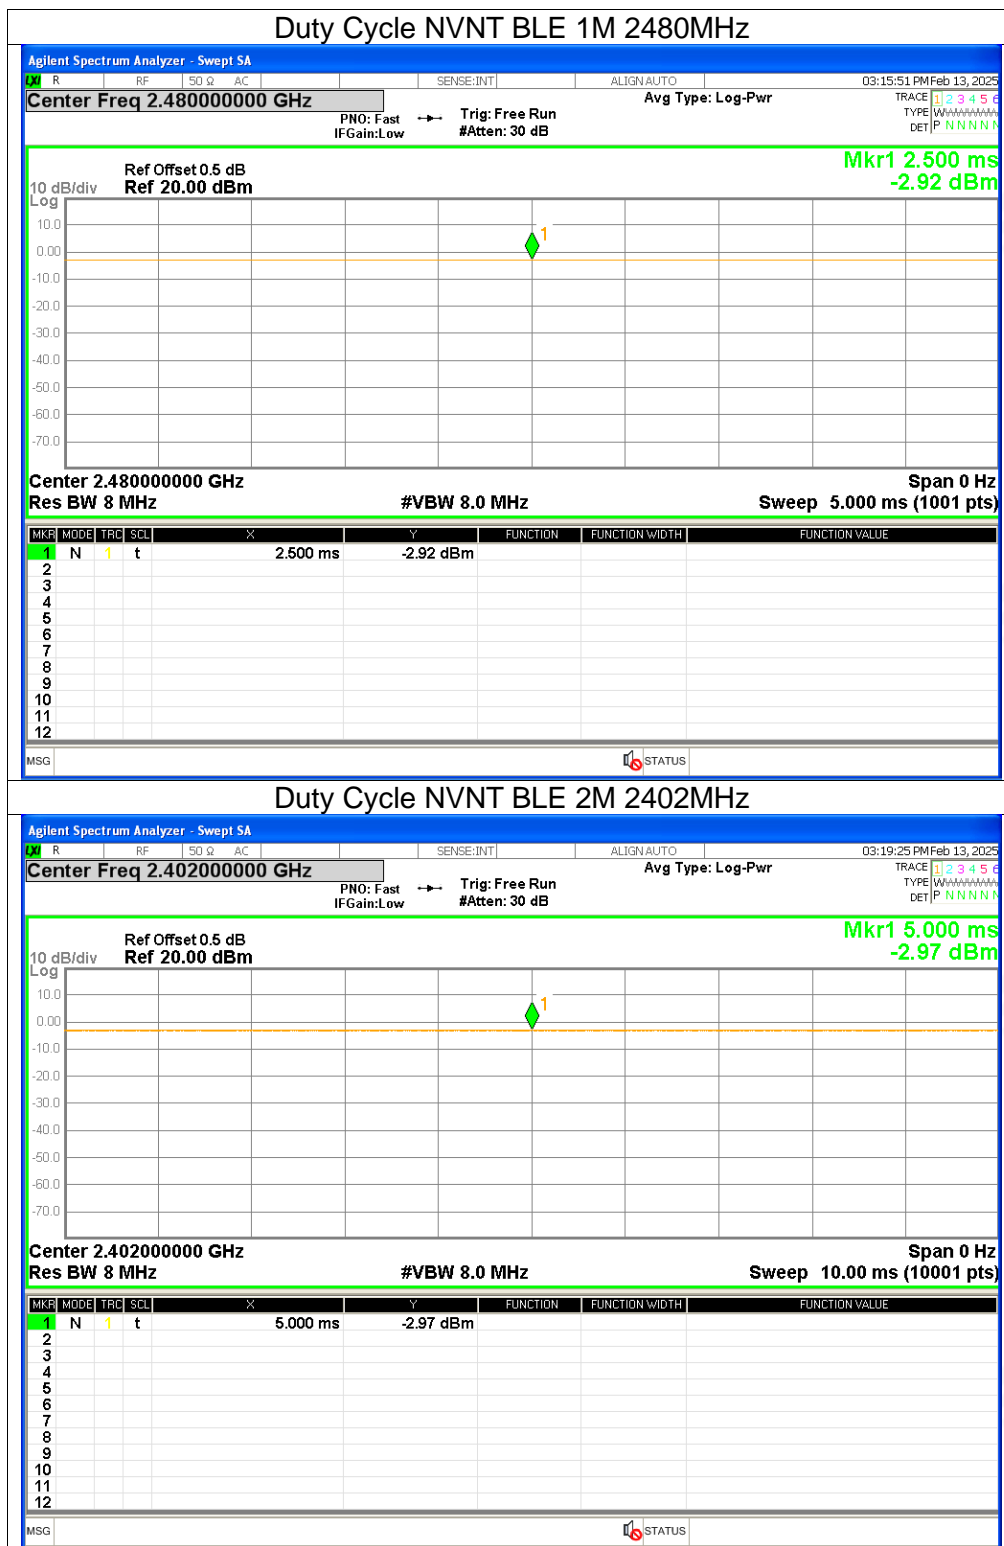 Duty Cycle NVNT BLE 1M 2480MHz
Agilent Spectrum Analyzer - Swept SA
LXI R RF 50 Ω AC SENSE:INT ALIGN AUTO 03:15:51 PM Feb 13, 2025
Center Freq 2.480000000 GHz Avg Type: Log-Pwr TRACE 1 2 3 4 5 6
PNO: Fast Trig: Free Run TYPE W
IFGain:Low #Atten: 30 dB DET P N N N N N
Mkr1 2.500 ms
Ref Offset 0.5 dB
10 dB/div Ref 20.00 dBm -2.92 dBm
Log
10.0
1
0.00
-10.0
-20.0
-30.0
-40.0
-50.0
-60.0
-70.0
Center 2.480000000 GHz Span 0 Hz
Res BW 8 MHz #VBW 8.0 MHz Sweep 5.000 ms (1001 pts)
MKR MODE TRC SCL X Y FUNCTION FUNCTION WIDTH FUNCTION VALUE
1 N 1 t 2.500 ms -2.92 dBm
2
3
4
5
6
7
8
9
10
11
12
MSG STATUS
Duty Cycle NVNT BLE 2M 2402MHz
Agilent Spectrum Analyzer - Swept SA
LXI R RF 50 Ω AC SENSE:INT ALIGN AUTO 03:19:25 PM Feb 13, 2025
Center Freq 2.402000000 GHz Avg Type: Log-Pwr TRACE 1 2 3 4 5 6
PNO: Fast Trig: Free Run TYPE W
IFGain:Low #Atten: 30 dB DET P N N N N N
Mkr1 5.000 ms
Ref Offset 0.5 dB
10 dB/div Ref 20.00 dBm -2.97 dBm
Log
10.0
1
0.00
-10.0
-20.0
-30.0
-40.0
-50.0
-60.0
-70.0
Center 2.402000000 GHz Span 0 Hz
Res BW 8 MHz #VBW 8.0 MHz Sweep 10.00 ms (10001 pts)
MKR MODE TRC SCL X Y FUNCTION FUNCTION WIDTH FUNCTION VALUE
1 N 1 t 5.000 ms -2.97 dBm
2
3
4
5
6
7
8
9
10
11
12
MSG STATUS